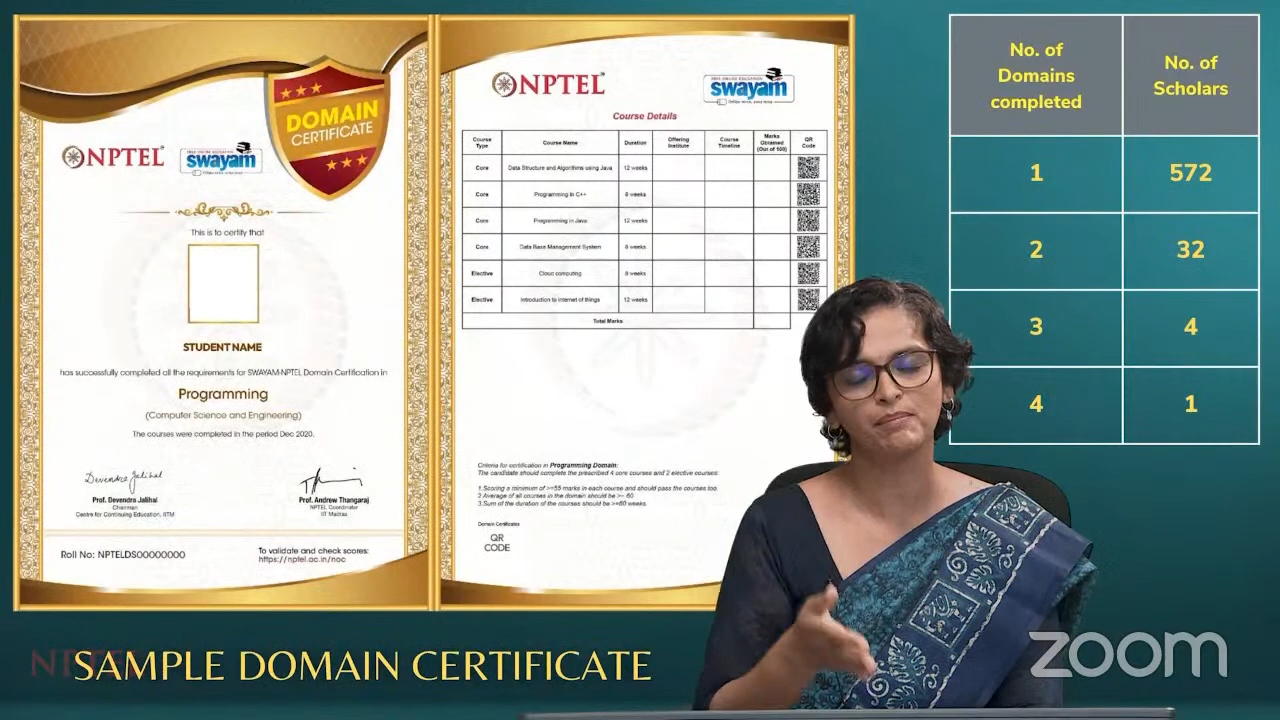 DOMAIN
CERTIFICATE
NPTEL
FREE ONLINE EDUCATION
swayam
This is to certify that
STUDENT NAME
has successfully completed all the requirements for SWAYAM-NPTEL Domain Certification in
Programming
(Computer Science and Engineering)
The courses were completed in the period Dec 2020.
Devendra Jalihal
Prof. Devendra Jalihal
Chairman
Centre for Continuing Education, IITM
Prof. Andrew Thangaraj
NPTEL Coordinator
IIT Madras
Roll No: NPTELDS00000000
To validate and check scores:
https://nptel.ac.in/noc
NPTEL
FREE ONLINE EDUCATION
swayam
Course Details
Course Type Course Name Duration Offering Institute Course Timeline Marks Obtained (Out of 100) QR Code
Core Data Structure and Algorithms using Java 12 weeks
Core Programming in C++ 8 weeks
Core Programming in Java 12 weeks
Core Data Base Management System 8 weeks
Elective Cloud computing 8 weeks
Elective Introduction to internet of things 12 weeks
Total Marks
Criteria for certification in Programming Domain:
The candidate should complete the prescribed 4 core courses and 2 elective courses:
1.Scoring a minimum of >=55 marks in each course and should pass the courses too.
2 Average of all courses in the domain should be >= 60
3.Sum of the duration of the courses should be >=60 weeks.
Domain Certificates
QR
CODE
No. of Domains completed No. of Scholars
1 572
2 32
3 4
4 1
SAMPLE DOMAIN CERTIFICATE
zoom